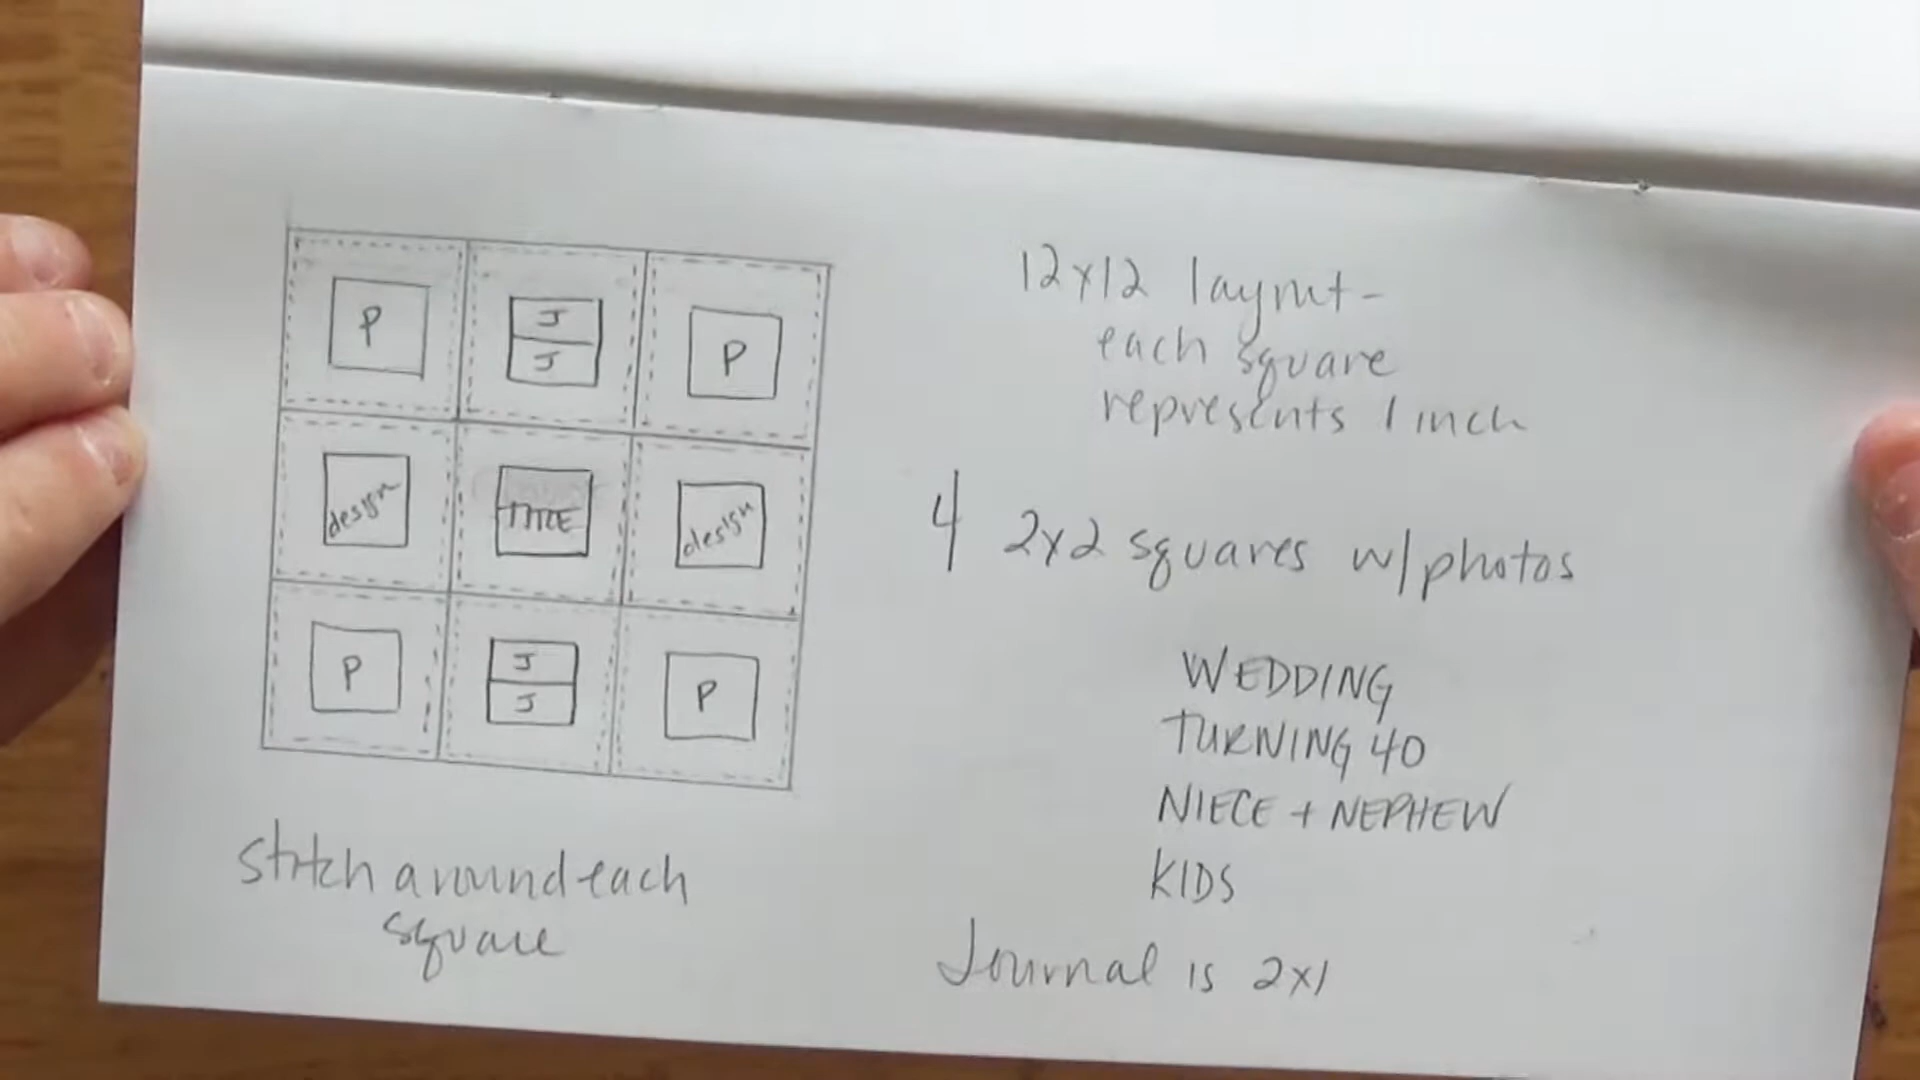 P
J
J
P
design
TITLE
design
P
J
J
P
stitch around each
square
12x12 layout-
each square
represents 1 inch
4 2x2 squares w/photos
WEDDING
TURNING 40
NIECE + NEPHEW
KIDS
Journal is 2x1